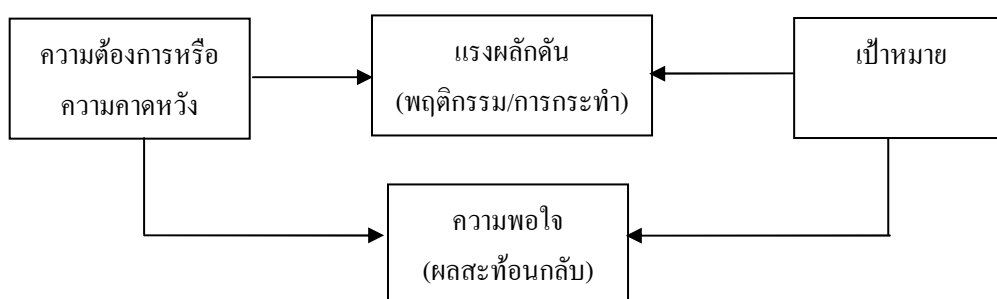 ความต้องการหรือ
ความคาดหวัง
แรงผลักดัน
(พฤติกรรม/การกระทำ)
เป้าหมาย
ความพอใจ
(ผลสะท้อนกลับ)